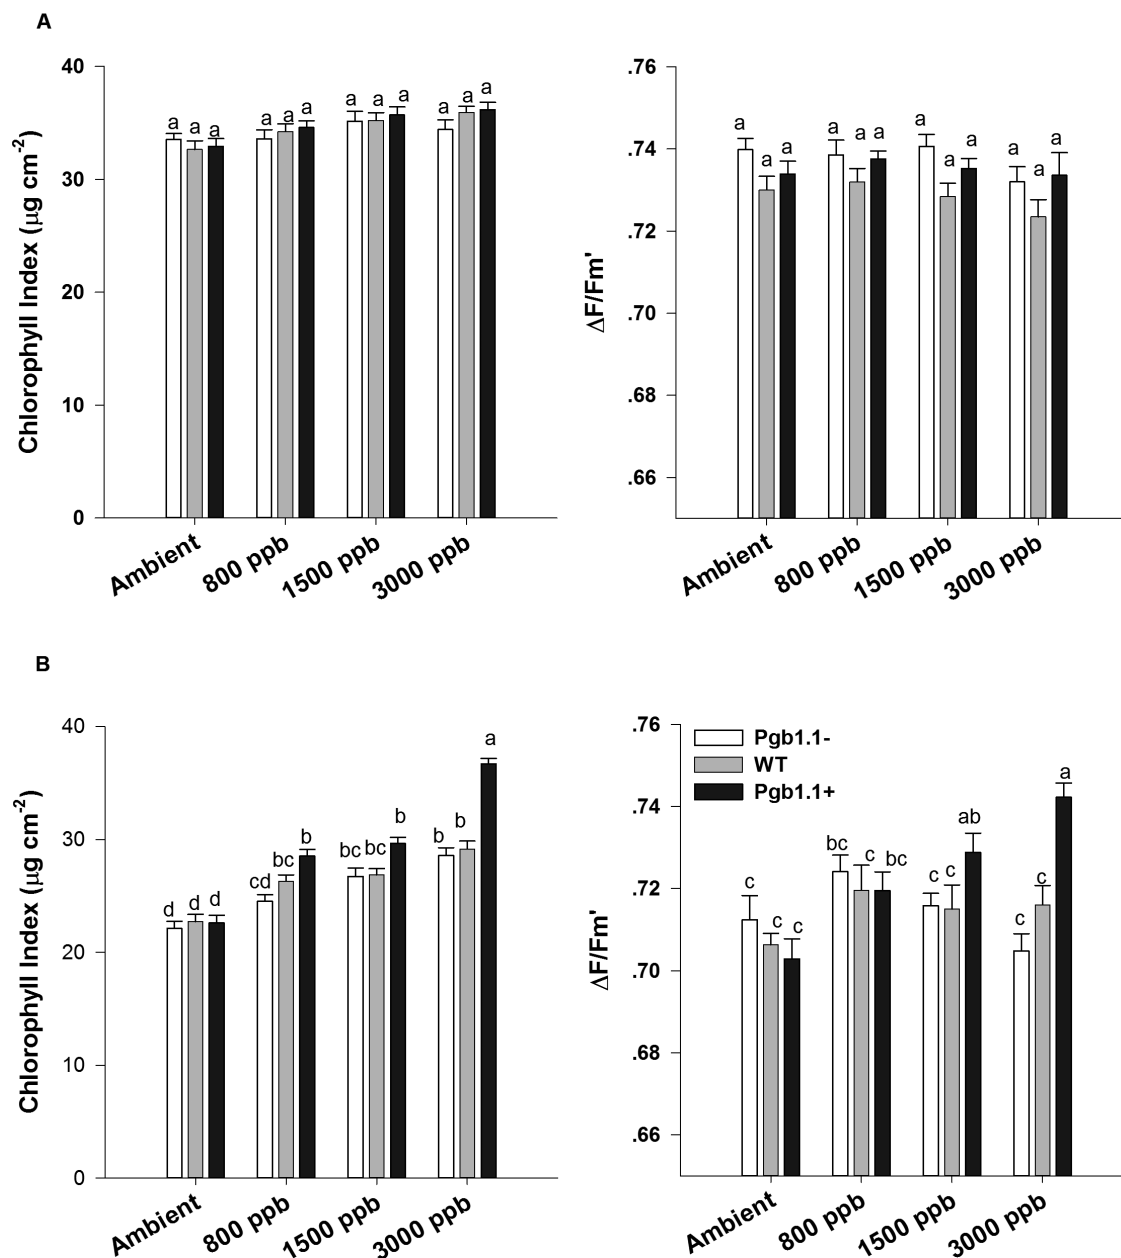 A
40
30
20
10
0
Chlorophyll Index (μg cm-2)
a a a a a a a a a a a a
Ambient
800 ppb
1500 ppb
3000 ppb
.76
.74
.72
.70
.68
.66
ΔF/Fm'
a a a a a a a a a a a a
Ambient
800 ppb
1500 ppb
3000 ppb
B
40
30
20
10
0
Chlorophyll Index (μg cm-2)
d d d cd bc b bc bc b b b a
Ambient
800 ppb
1500 ppb
3000 ppb
.76
.74
.72
.70
.68
.66
ΔF/Fm'
Pgb1.1-
WT
Pgb1.1+
c c c bc c bc c c ab c c a
Ambient
800 ppb
1500 ppb
3000 ppb